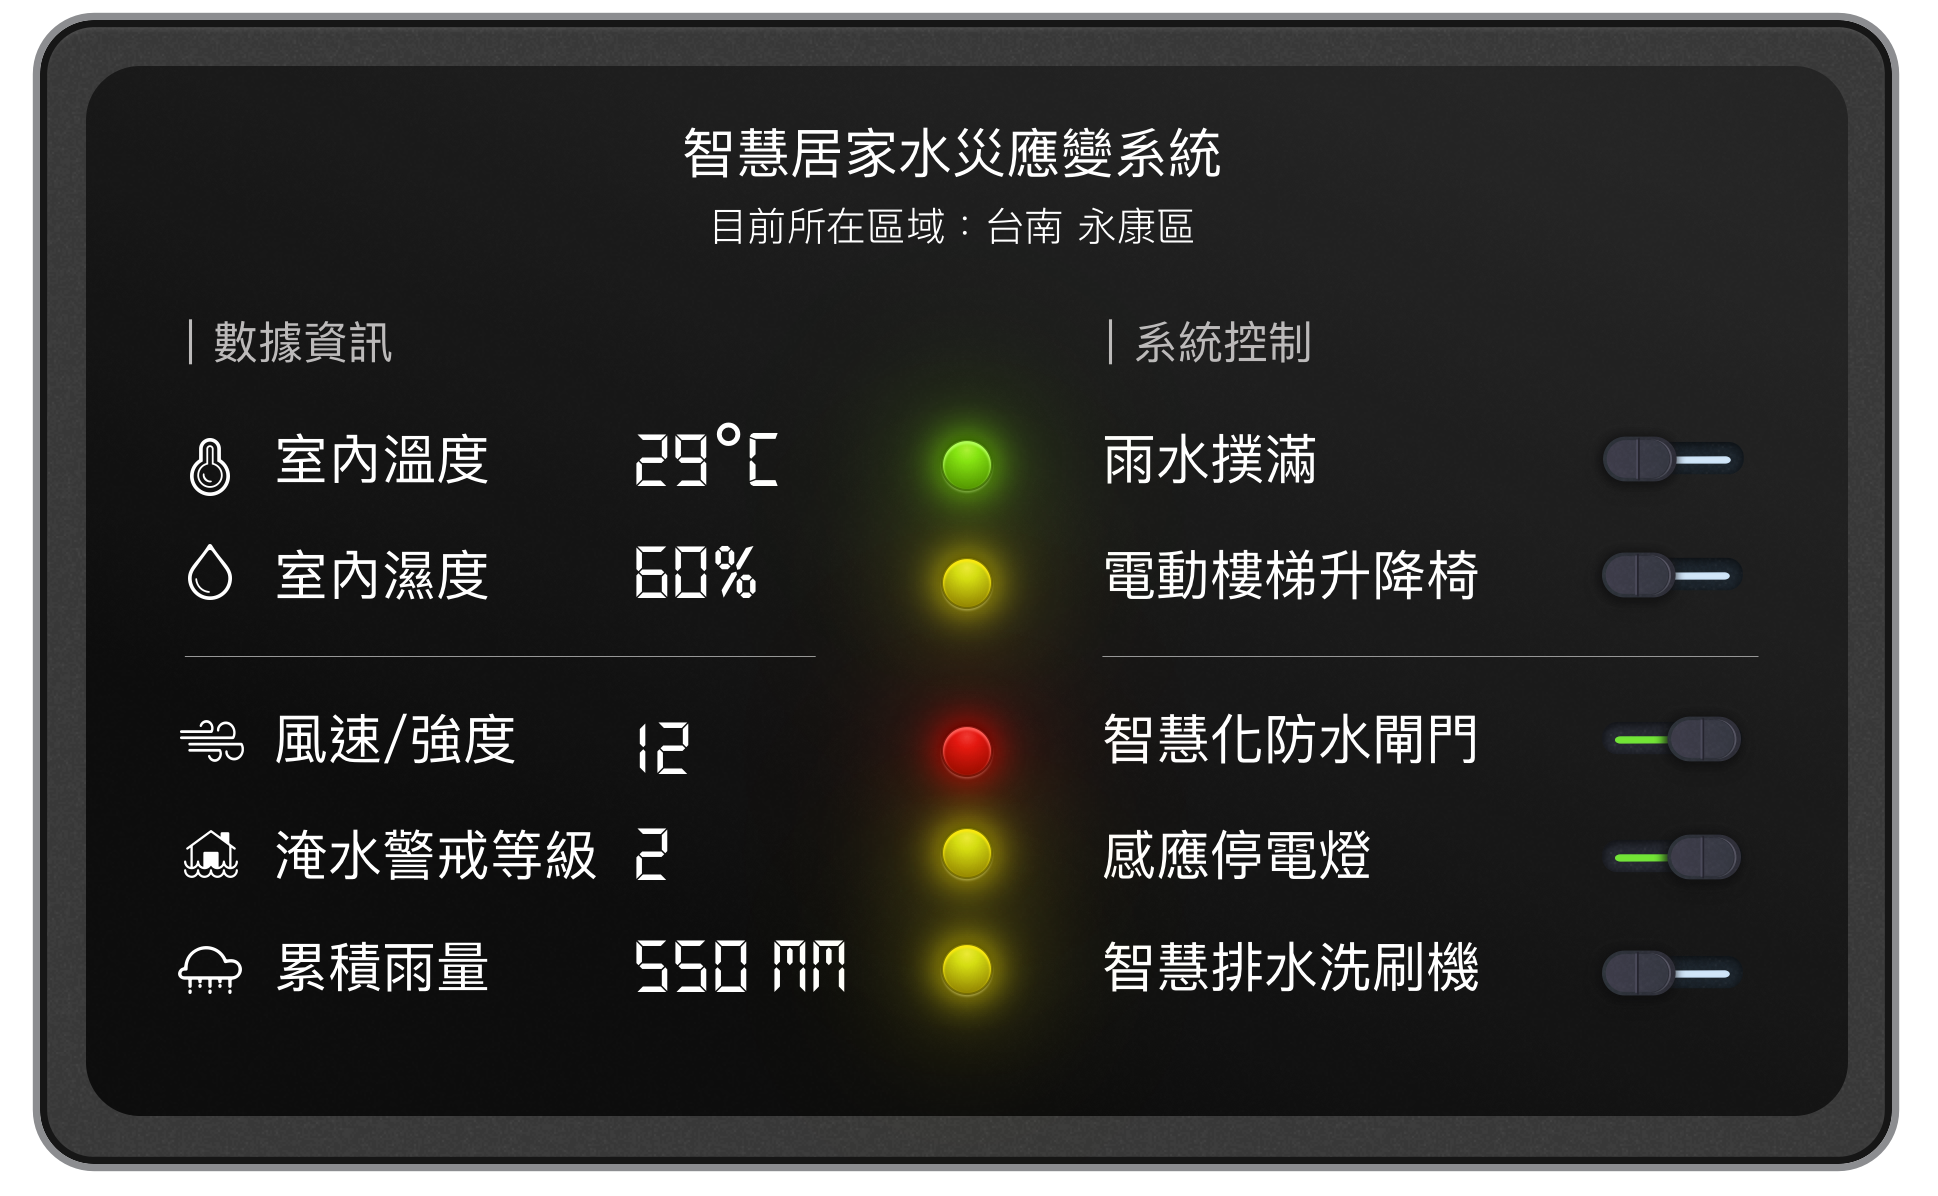 智慧居家水災應變系統
目前所在區域：台南 永康區
數據資訊
室內溫度 29°C
室內濕度 60%
風速/強度 12
淹水警戒等級 2
累積雨量 550 MM
系統控制
雨水撲滿
電動樓梯升降椅
智慧化防水閘門
感應停電燈
智慧排水洗刷機